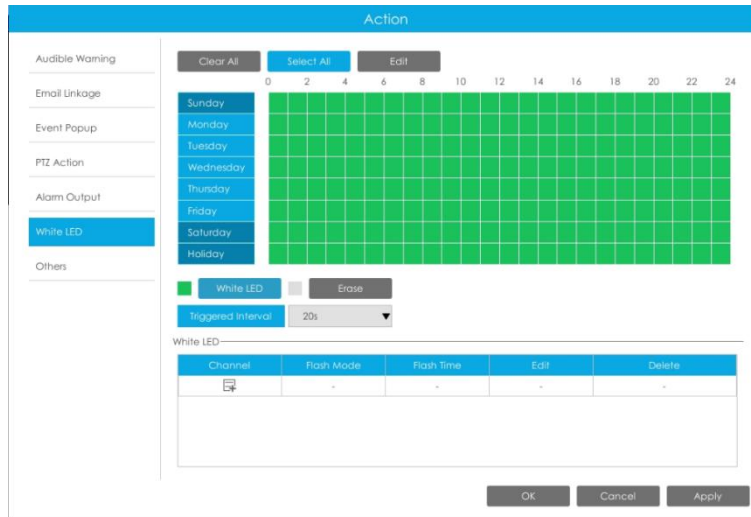 Action
Audible Warning
Email Linkage
Event Popup
PTZ Action
Alarm Output
White LED
Others
Clear All Select All Edit
0 2 4 6 8 10 12 14 16 18 20 22 24
Sunday
Monday
Tuesday
Wednesday
Thursday
Friday
Saturday
Holiday
White LED Erase
Triggered Interval 20s
White LED
Channel Flash Mode Flash Time Edit Delete
- - - -
OK Cancel Apply